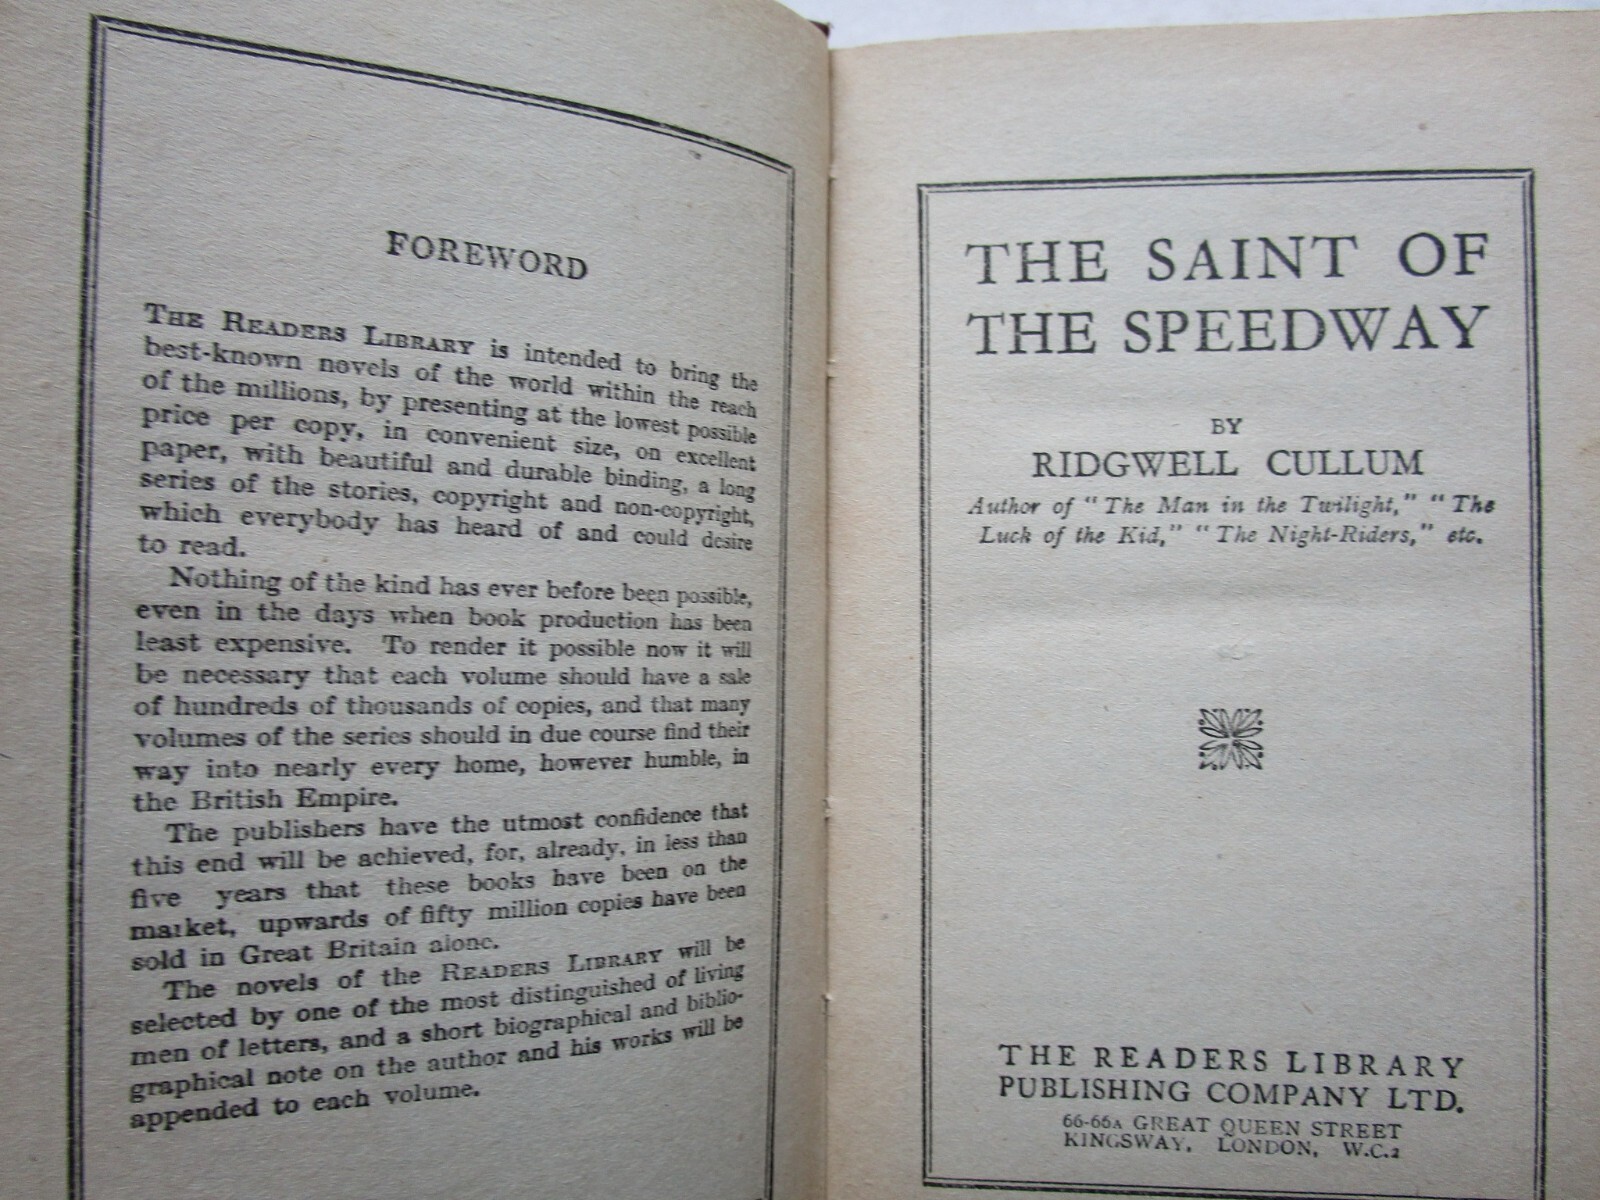 FOREWORD
THE READERS LIBRARY is intended to bring the
best-known novels of the world within the reach
of the millions, by presenting at the lowest possible
price per copy, in convenient size, on excellent
paper, with beautiful and durable binding, a long
series of the stories, copyright and non-copyright,
which everybody has heard of and could desire
to read.
Nothing of the kind has ever before been possible,
even in the days when book production has been
least expensive. To render it possible now it will
be necessary that each volume should have a sale
of hundreds of thousands of copies, and that many
volumes of the series should in due course find their
way into nearly every home, however humble, in
the British Empire.
The publishers have the utmost confidence that
this end will be achieved, for, already, in less than
five years that these books have been on the
market, upwards of fifty million copies have been
sold in Great Britain alone.
The novels of the READERS LIBRARY will be
selected by one of the most distinguished of living
men of letters, and a short biographical and biblio-
graphical note on the author and his works will be
appended to each volume.
THE SAINT OF
THE SPEEDWAY
BY
RIDGWELL CULLUM
Author of "The Man in the Twilight," "The
Luck of the Kid," "The Night-Riders," etc.
THE READERS LIBRARY
PUBLISHING COMPANY LTD.
66-66A GREAT QUEEN STREET
KINGSWAY, LONDON, W.C.2